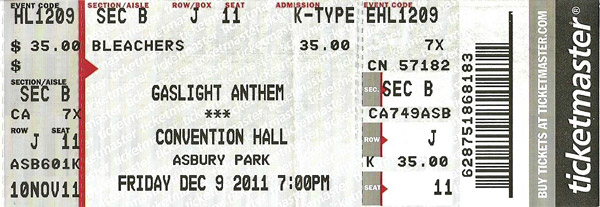 EVENT CODE SECTION/AISLE ROW/BOX SEAT ADMISSION EVENT CODE
HL1209 SEC B J 11 K-TYPE EHL1209
$ 35.00 BLEACHERS 35.00 7X
$ CN 57182
SECTION/AISLE
SEC B GASLIGHT ANTHEM SEC. SEC B
CA 7X *** CA749ASB
ROW SEAT
J 11 CONVENTION HALL ROW J
ASB601K ASBURY PARK K 35.00
10NOV11 FRIDAY DEC 9 2011 7:00PM SEAT 11
628751868183
BUY TICKETS AT TICKETMASTER.COM
ticketmaster